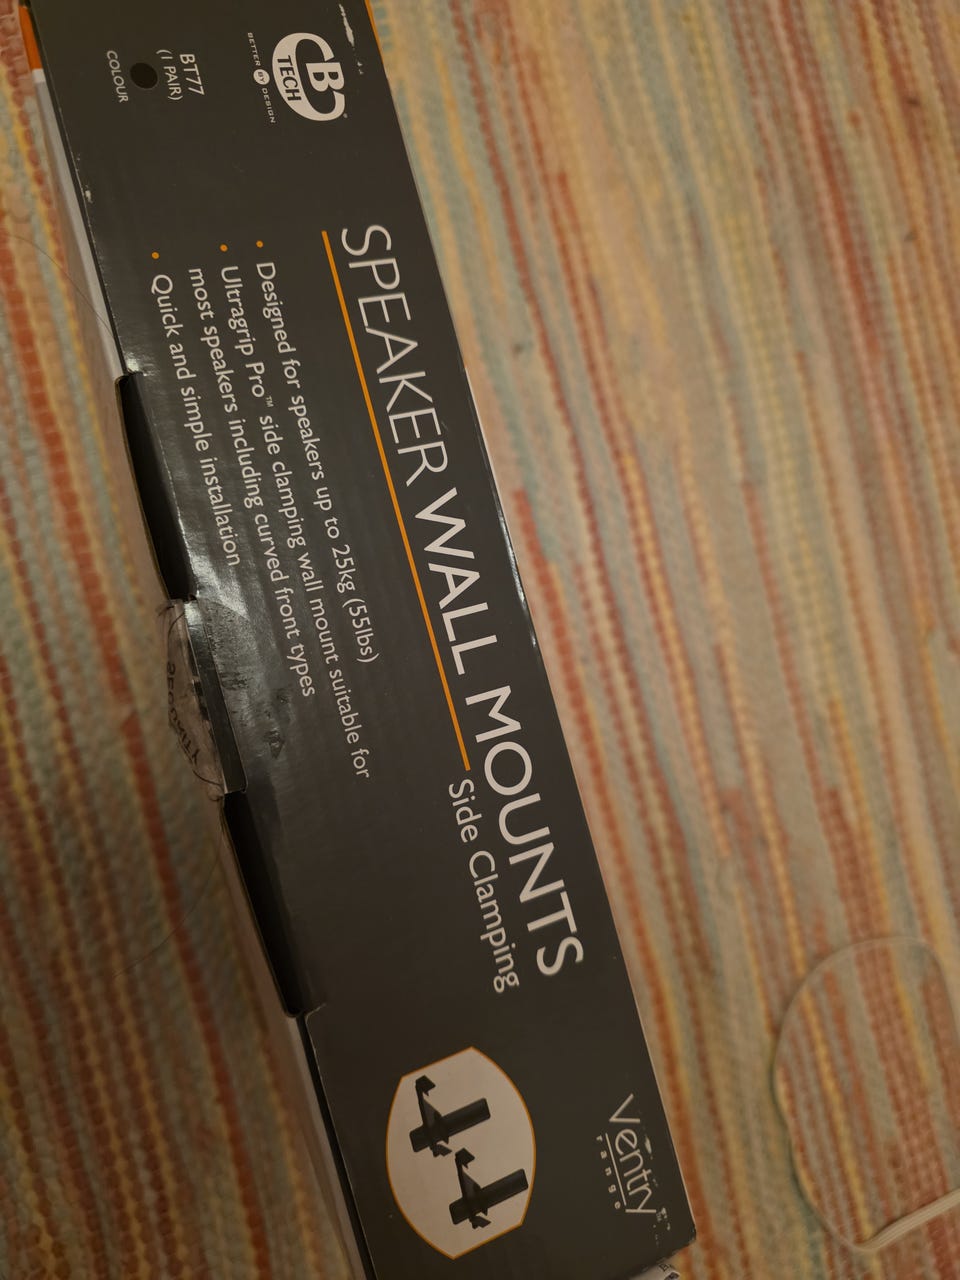 B TECH
BETTER BY DESIGN
BT77
(1 PAIR)
COLOUR
SPEAKER WALL MOUNTS
Side Clamping
• Designed for speakers up to 25kg (55lbs)
• Ultragrip Pro™ side clamping wall mount suitable for
most speakers including curved front types
• Quick and simple installation
Ventry
range